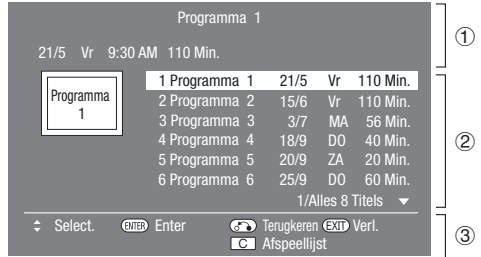 Programma 1
21/5 Vr 9:30 AM 110 Min.
Programma
1
1 Programma 1 21/5 Vr 110 Min.
2 Programma 2 15/6 Vr 110 Min.
3 Programma 3 3/7 MA 56 Min.
4 Programma 4 18/9 DO 40 Min.
5 Programma 5 20/9 ZA 20 Min.
6 Programma 6 25/9 DO 60 Min.
1/Alles 8 Titels
Select. ENTER Enter Terugkeren EXIT Verl.
C Afspeellijst
①
②
③